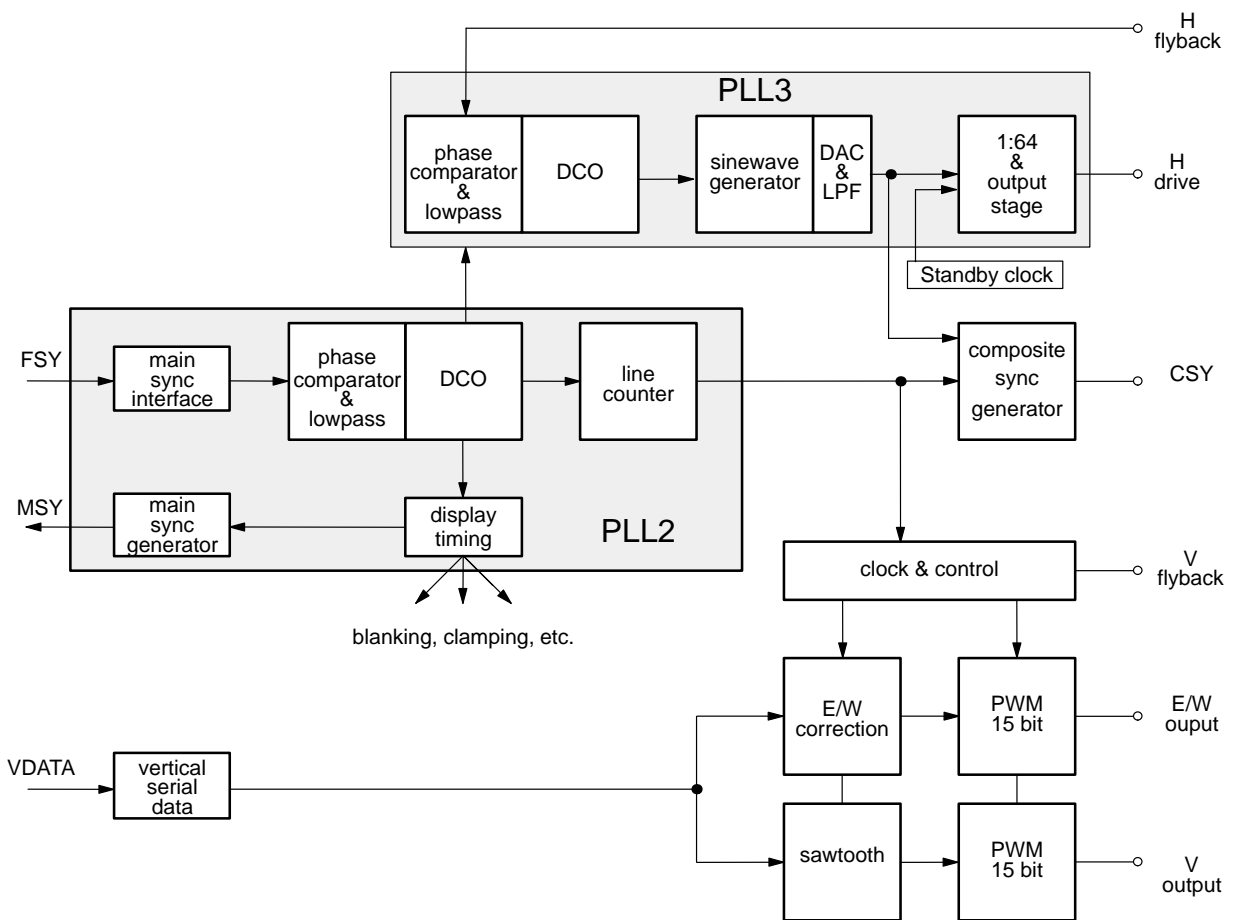 H
flyback
PLL3
phase
comparator
&
lowpass
DCO
sinewave
generator
DAC
&
LPF
1:64
&
output
stage
H
drive
Standby clock
FSY
main
sync
interface
phase
comparator
&
lowpass
DCO
line
counter
composite
sync
generator
CSY
MSY
main
sync
generator
display
timing
PLL2
clock & control
V
flyback
blanking, clamping, etc.
E/W
correction
PWM
15 bit
E/W
ouput
VDATA
vertical
serial
data
sawtooth
PWM
15 bit
V
output